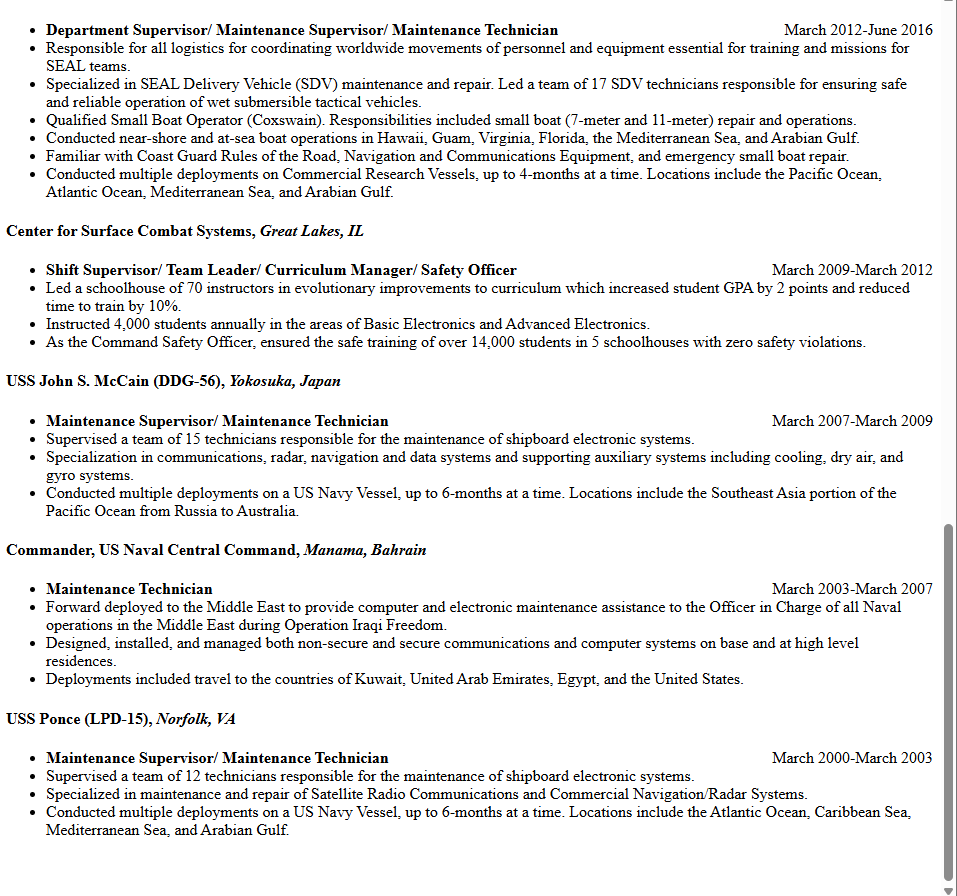 • Department Supervisor/ Maintenance Supervisor/ Maintenance Technician March 2012-June 2016
• Responsible for all logistics for coordinating worldwide movements of personnel and equipment essential for training and missions for
SEAL teams.
• Specialized in SEAL Delivery Vehicle (SDV) maintenance and repair. Led a team of 17 SDV technicians responsible for ensuring safe
and reliable operation of wet submersible tactical vehicles.
• Qualified Small Boat Operator (Coxswain). Responsibilities included small boat (7-meter and 11-meter) repair and operations.
• Conducted near-shore and at-sea boat operations in Hawaii, Guam, Virginia, Florida, the Mediterranean Sea, and Arabian Gulf.
• Familiar with Coast Guard Rules of the Road, Navigation and Communications Equipment, and emergency small boat repair.
• Conducted multiple deployments on Commercial Research Vessels, up to 4-months at a time. Locations include the Pacific Ocean,
Atlantic Ocean, Mediterranean Sea, and Arabian Gulf.
Center for Surface Combat Systems, Great Lakes, IL
• Shift Supervisor/ Team Leader/ Curriculum Manager/ Safety Officer March 2009-March 2012
• Led a schoolhouse of 70 instructors in evolutionary improvements to curriculum which increased student GPA by 2 points and reduced
time to train by 10%.
• Instructed 4,000 students annually in the areas of Basic Electronics and Advanced Electronics.
• As the Command Safety Officer, ensured the safe training of over 14,000 students in 5 schoolhouses with zero safety violations.
USS John S. McCain (DDG-56), Yokosuka, Japan
• Maintenance Supervisor/ Maintenance Technician March 2007-March 2009
• Supervised a team of 15 technicians responsible for the maintenance of shipboard electronic systems.
• Specialization in communications, radar, navigation and data systems and supporting auxiliary systems including cooling, dry air, and
gyro systems.
• Conducted multiple deployments on a US Navy Vessel, up to 6-months at a time. Locations include the Southeast Asia portion of the
Pacific Ocean from Russia to Australia.
Commander, US Naval Central Command, Manama, Bahrain
• Maintenance Technician March 2003-March 2007
• Forward deployed to the Middle East to provide computer and electronic maintenance assistance to the Officer in Charge of all Naval
operations in the Middle East during Operation Iraqi Freedom.
• Designed, installed, and managed both non-secure and secure communications and computer systems on base and at high level
residences.
• Deployments included travel to the countries of Kuwait, United Arab Emirates, Egypt, and the United States.
USS Ponce (LPD-15), Norfolk, VA
• Maintenance Supervisor/ Maintenance Technician March 2000-March 2003
• Supervised a team of 12 technicians responsible for the maintenance of shipboard electronic systems.
• Specialized in maintenance and repair of Satellite Radio Communications and Commercial Navigation/Radar Systems.
• Conducted multiple deployments on a US Navy Vessel, up to 6-months at a time. Locations include the Atlantic Ocean, Caribbean Sea,
Mediterranean Sea, and Arabian Gulf.